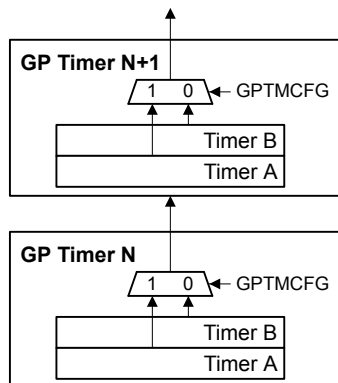 GP Timer N+1
1 0
GPTMCFG
Timer B
Timer A
GP Timer N
1 0
GPTMCFG
Timer B
Timer A